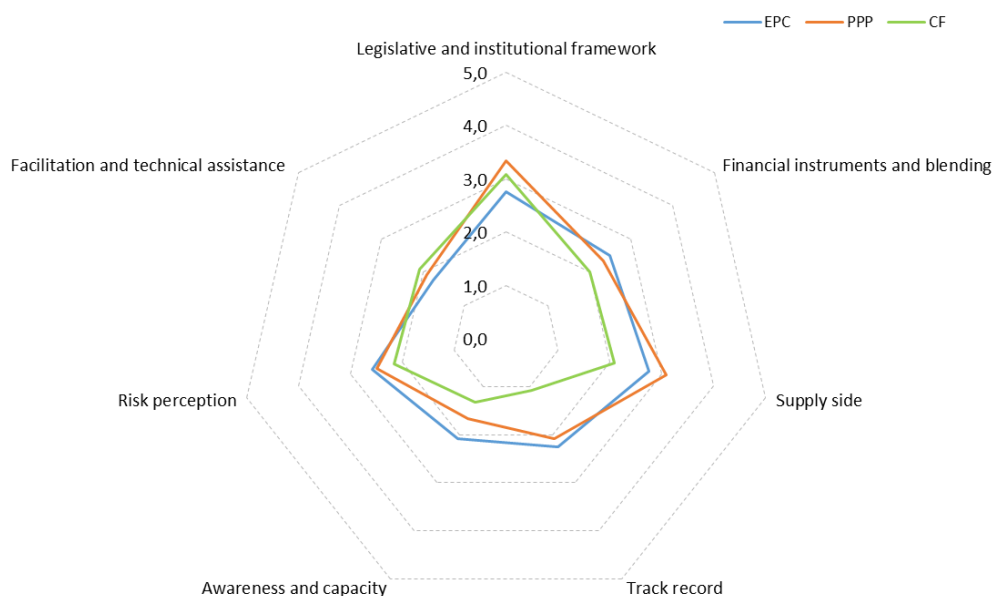 EPC PPP CF
Legislative and institutional framework
5,0
4,0
Facilitation and technical assistance
Financial instruments and blending
3,0
2,0
1,0
0,0
Risk perception
Supply side
Awareness and capacity
Track record